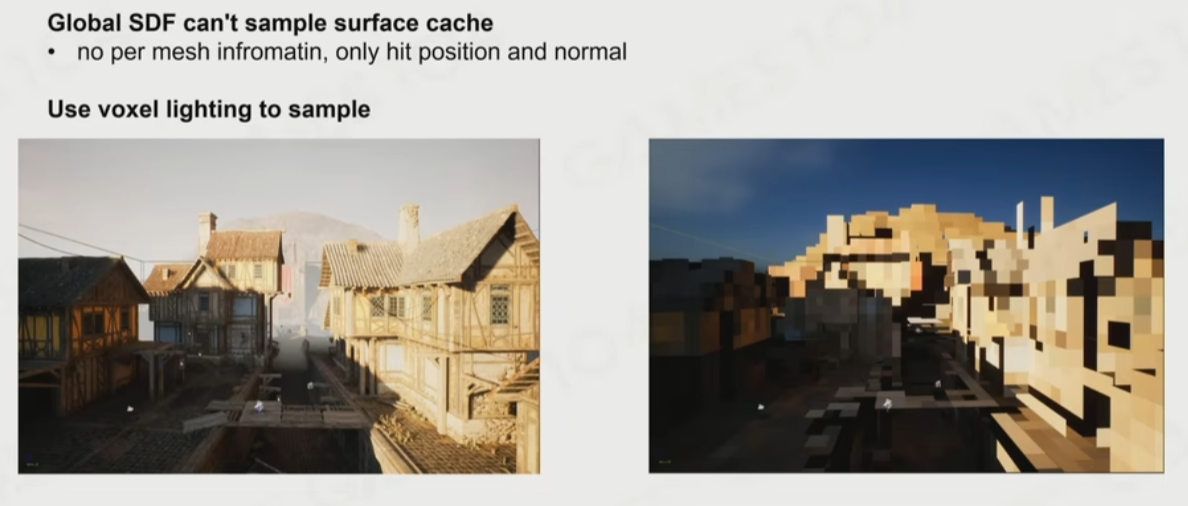 Global SDF can't sample surface cache
• no per mesh infromatin, only hit position and normal
Use voxel lighting to sample